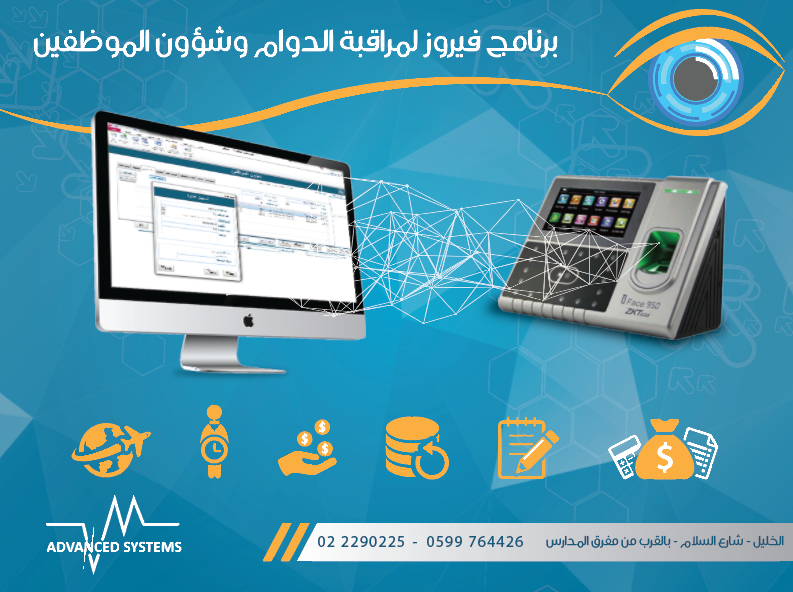 برنامج فيروز لمراقبة الدوام وشؤون الموظفين
iFace 950
ZKTeco
ADVANCED SYSTEMS
02 2290225 - 0599 764426
الخليل - شارع السلام - بالقرب من مفرق المدارس